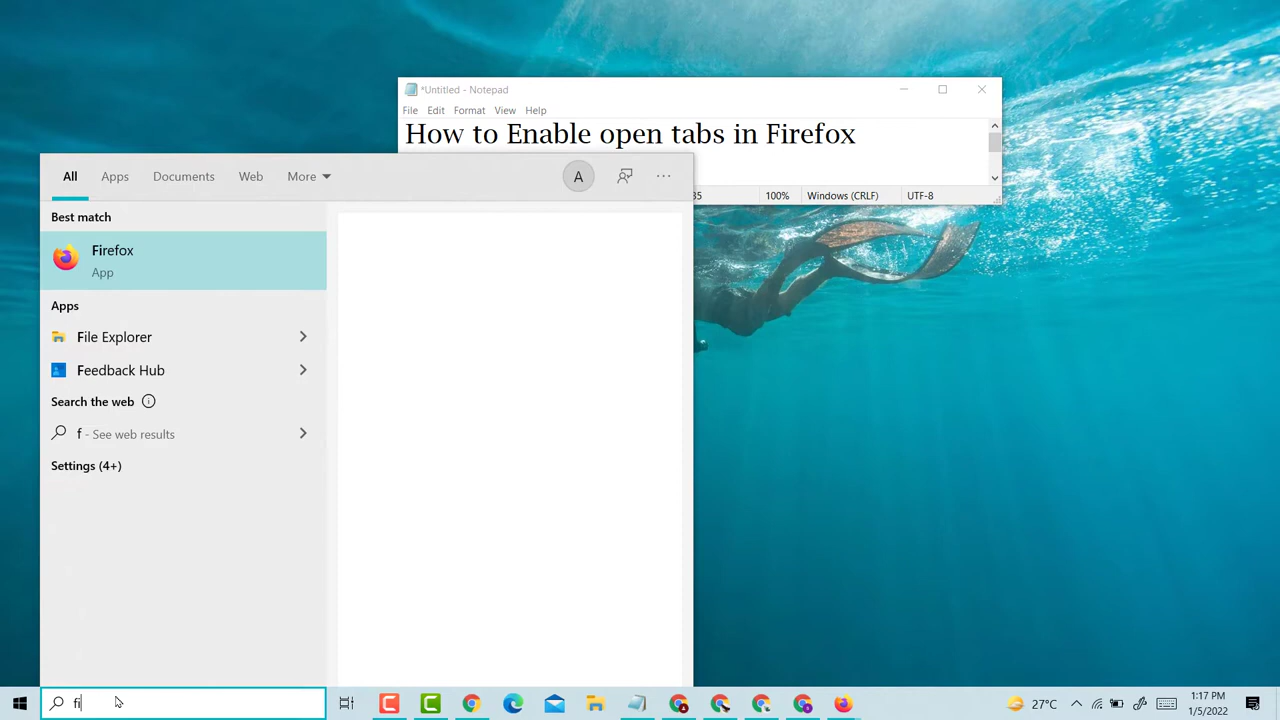 *Untitled - Notepad
File Edit Format View Help
How to Enable open tabs in Firefox
35 100% Windows (CRLF) UTF-8
All Apps Documents Web More A ...
Best match
Firefox
App
Apps
File Explorer
Feedback Hub
Search the web
f - See web results
Settings (4+)
fi
27°C
1:17 PM
1/5/2022